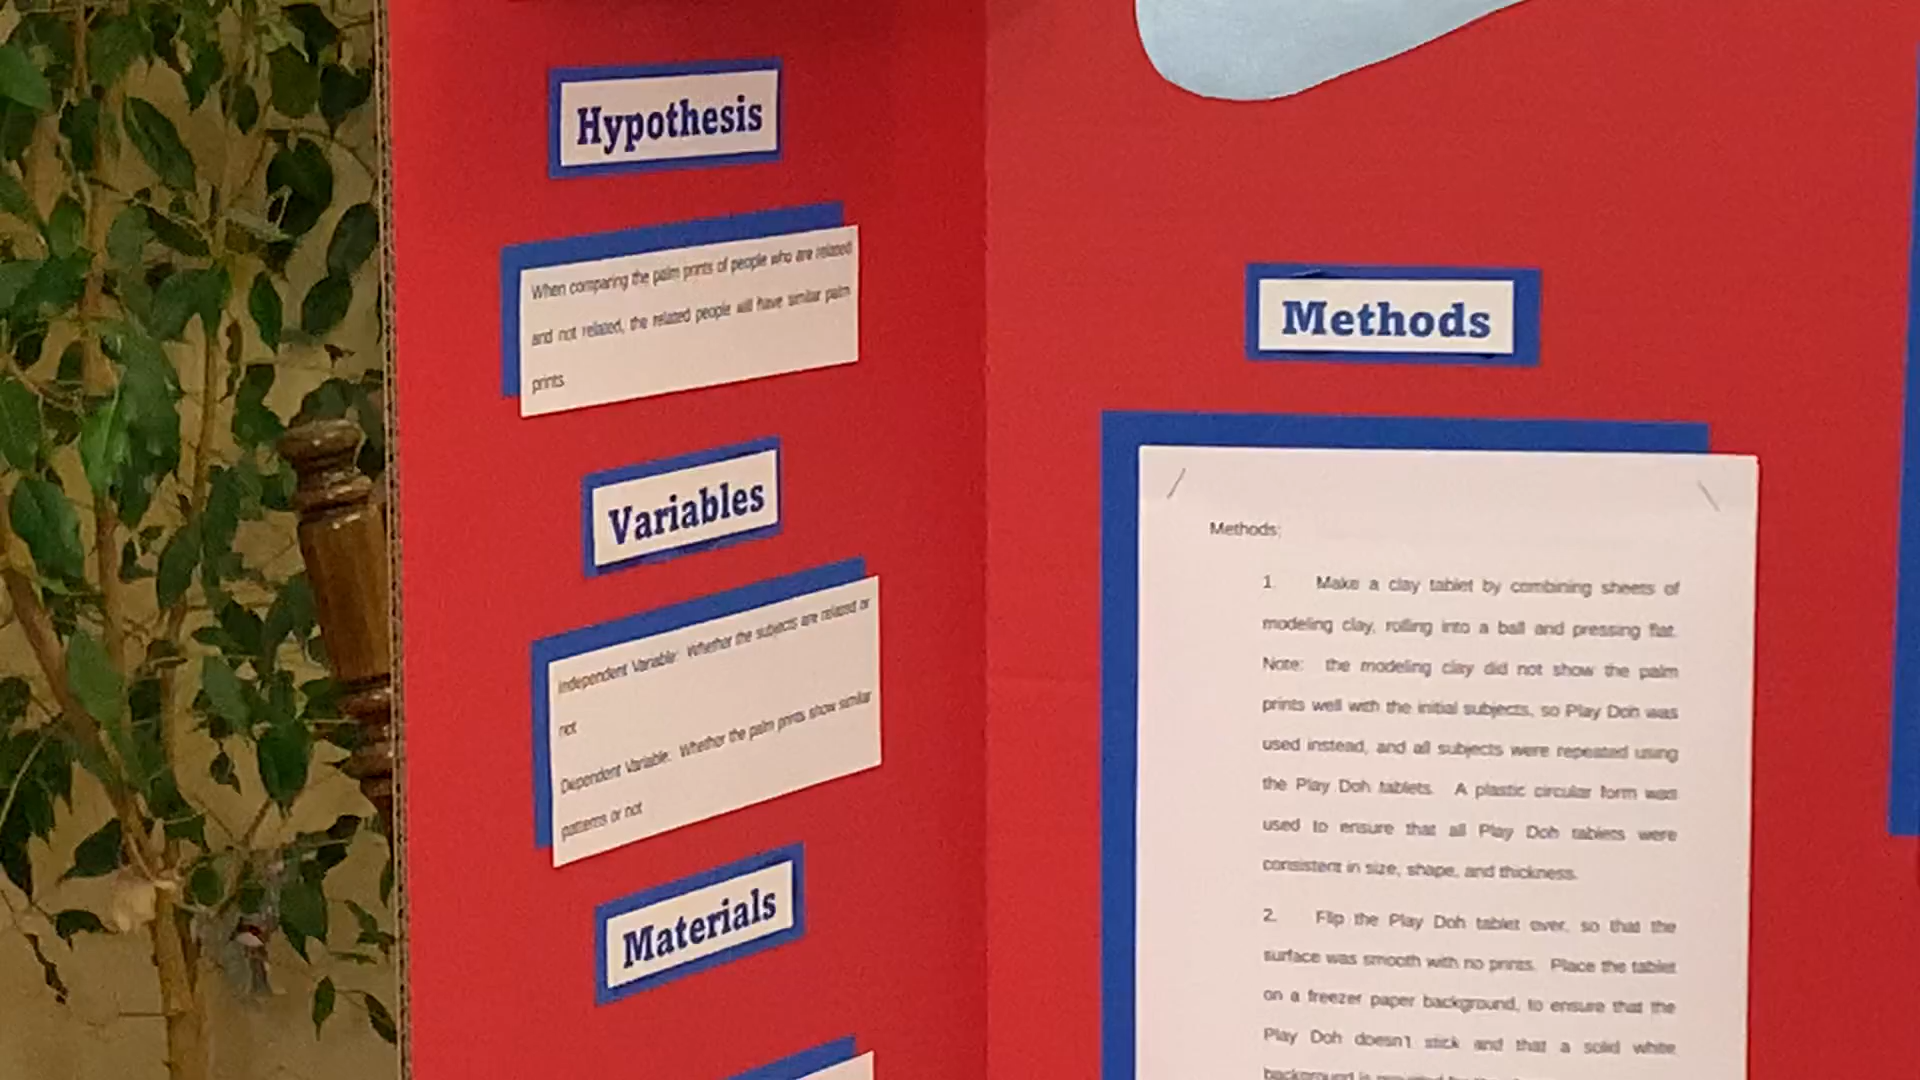 Hypothesis
When comparing the palm prints of people who are related
and not related, the related people will have similar palm
prints
Variables
Independent Variable: Whether the subjects are related or
not
Dependent Variable: Whether the palm prints show similar
patterns or not
Materials
Methods
Methods:
1. Make a clay tablet by combining sheets of
modeling clay, rolling into a ball and pressing flat.
Note: the modeling clay did not show the palm
prints well with the initial subjects, so Play Doh was
used instead, and all subjects were repeated using
the Play Doh tablets. A plastic circular form was
used to ensure that all Play Doh tablets were
consistent in size, shape, and thickness.
2. Flip the Play Doh tablet over, so that the
surface was smooth with no prints. Place the tablet
on a freezer paper background, to ensure that the
Play Doh doesn't stick and that a solid white
background is